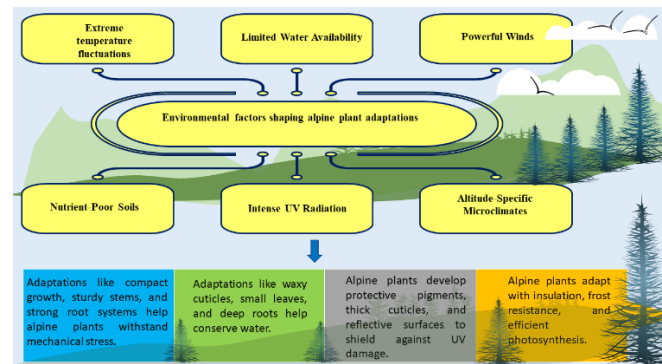 Extreme
temperature
fluctuations
Limited Water Availability
Powerful Winds
Environmental factors shaping alpine plant adaptations
Nutrient-Poor Soils
Intense UV Radiation
Altitude Specific
Microclimates
Adaptations like compact
growth, sturdy stems, and
strong root systems help
alpine plants withstand
mechanical stress.
Adaptations like waxy
cuticles, small leaves,
and deep roots help
conserve water.
Alpine plants develop
protective pigments,
thick cuticles, and
reflective surfaces to
shield against UV
damage.
Alpine plants adapt
with insulation, frost
resistance, and
efficient
photosynthesis.